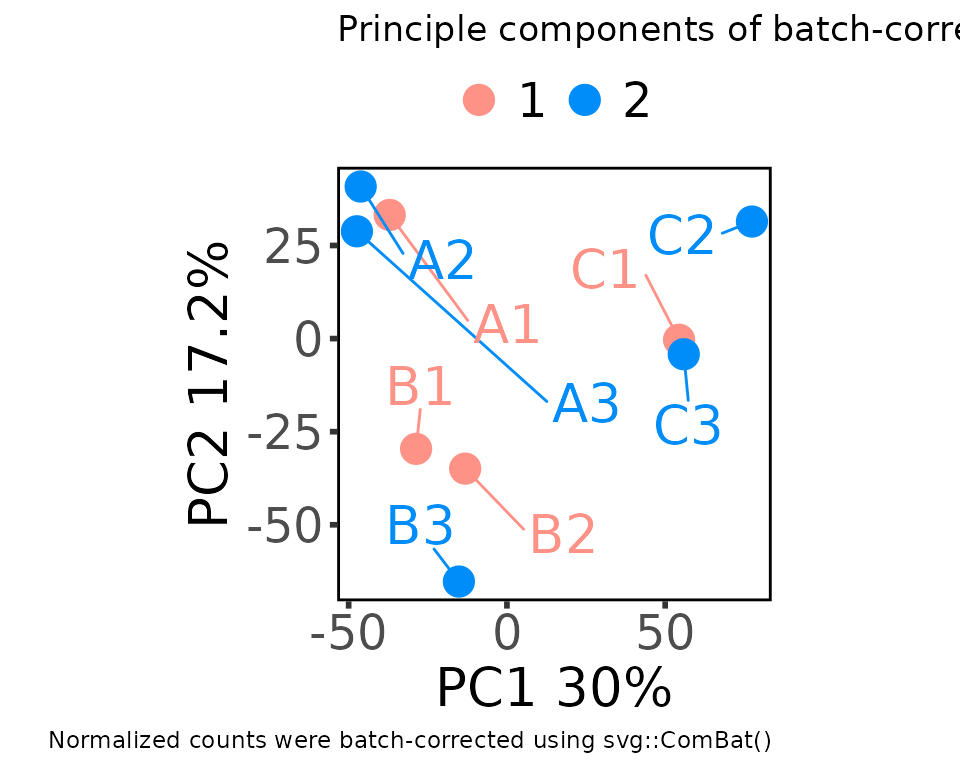 Principle components of batch-corre
1 2
PC2 17.2%
25
0
-25
-50
A2
A1
A3
B1
B2
B3
C2
C1
C3
-50 0 50
PC1 30%
Normalized counts were batch-corrected using svg::ComBat()